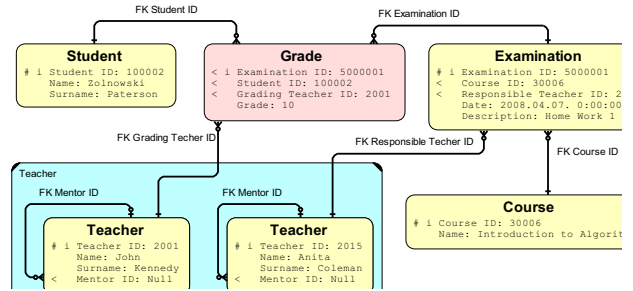 FK Student ID
FK Examination ID
Student
# i Student ID: 100002
Name: Zolnowski
Surname: Paterson
Grade
< i Examination ID: 5000001
< Student ID: 100002
< Grading Teacher ID: 2001
Grade: 10
Examination
# i Examination ID: 5000001
< Course ID: 30006
< Responsible Teacher ID: 2
Date: 2008.04.07. 0:00:00
Description: Home Work 1
FK Grading Techer ID
FK Responsible Techer ID
FK Course ID
Teacher
FK Mentor ID
FK Mentor ID
Teacher
# i Teacher ID: 2001
Name: John
Surname: Kennedy
< Mentor ID: Null
Teacher
# i Teacher ID: 2015
Name: Anita
Surname: Coleman
< Mentor ID: Null
Course
# i Course ID: 30006
Name: Introduction to Algorit